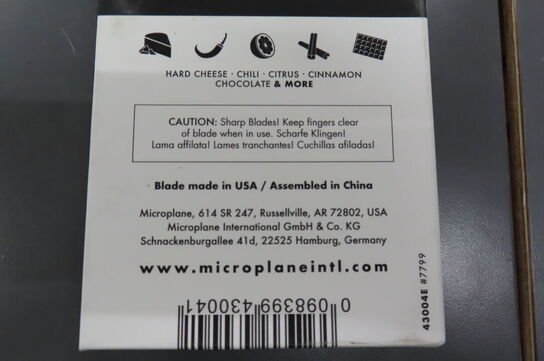 HARD CHEESE · CHILI · CITRUS · CINNAMON
CHOCOLATE & MORE
CAUTION: Sharp Blades! Keep fingers clear
of blade when in use. Scharfe Klingen!
Lama affilata! Lames tranchantes! Cuchillas afiladas!
Blade made in USA / Assembled in China
Microplane, 614 SR 247, Russellville, AR 72802, USA
Microplane International GmbH & Co. KG
Schnackenburgallee 41d, 22525 Hamburg, Germany
www.microplaneintl.com
0 098399 430041
43004E #7799